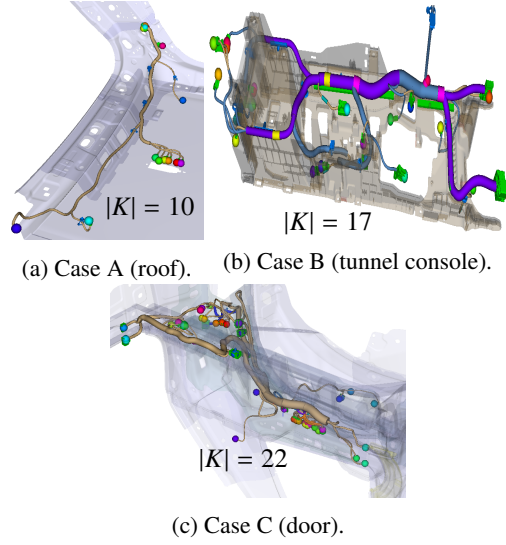 |K| = 10
|K| = 17
(a) Case A (roof).
(b) Case B (tunnel console).
|K| = 22
(c) Case C (door).